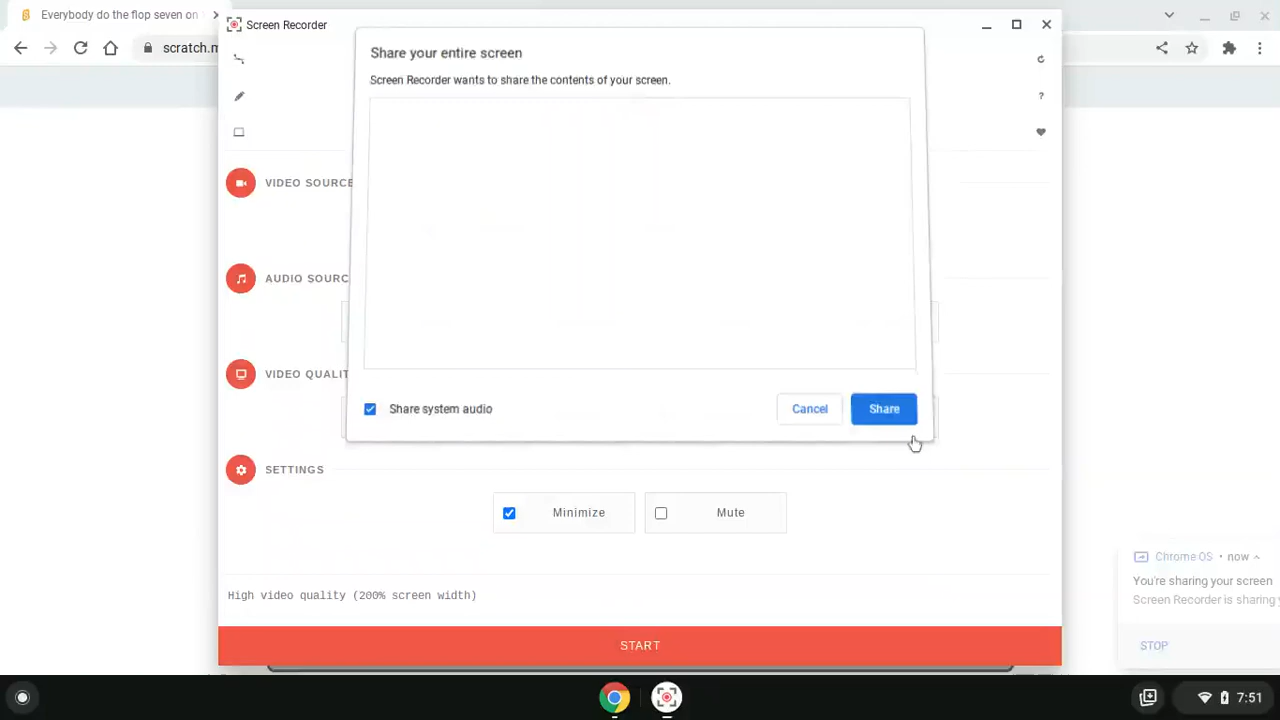 Everybody do the flop seven on
Screen Recorder
scratch.m
Share your entire screen
Screen Recorder wants to share the contents of your screen.
?
VIDEO SOURCE
AUDIO SOURC
VIDEO QUALIT
Share system audio
Cancel
Share
SETTINGS
Minimize
Mute
Chrome OS • now
You're sharing your screen
Screen Recorder is sharing y
STOP
High video quality (200% screen width)
START
7:51